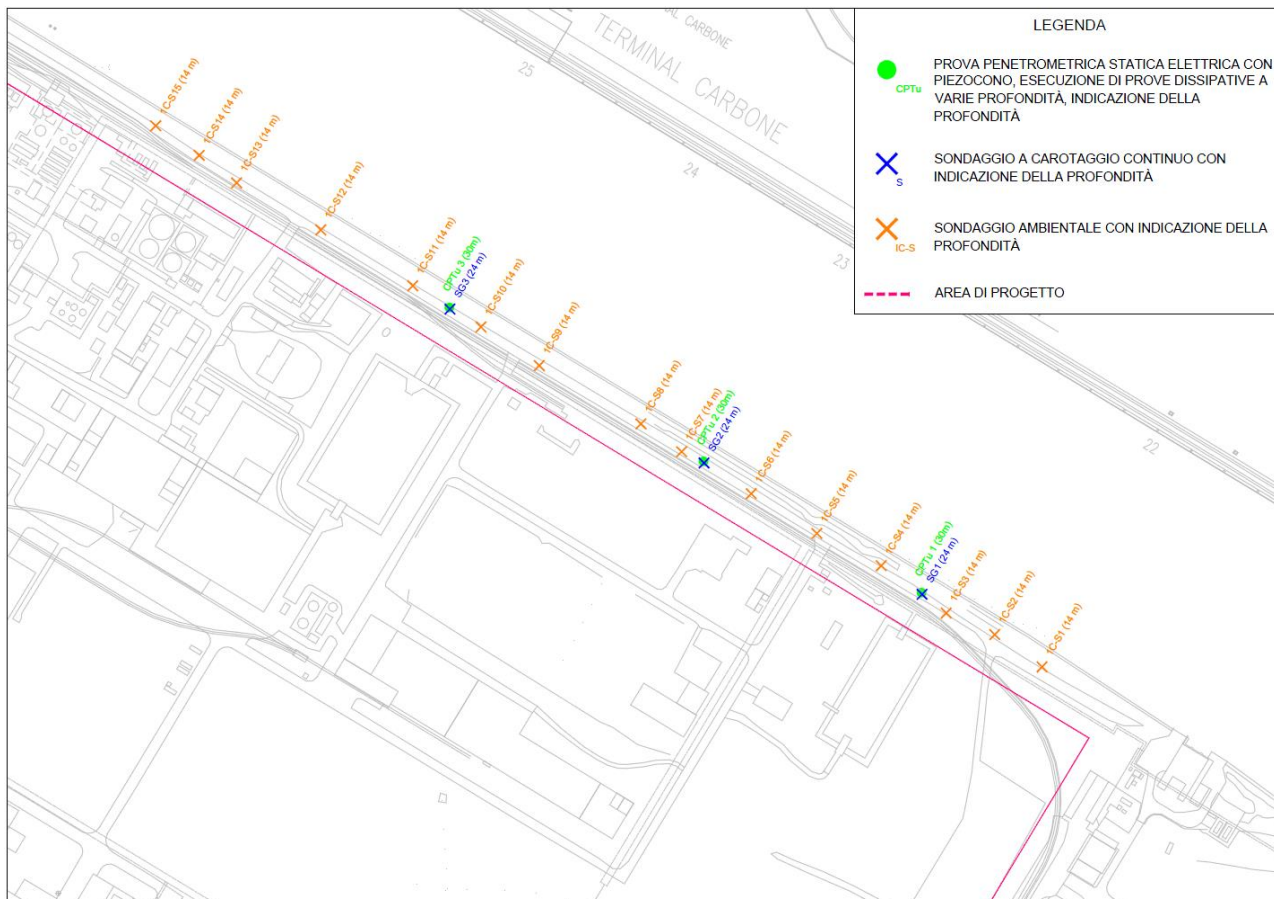 TERMINAL CARBONE
TERMINAL CARBONE
25
24
23
22
1C-S15 (14 m)
1C-S14 (14 m)
1C-S13 (14 m)
1C-S12 (14 m)
1C-S11 (14 m)
CPTu 3 (30m)
SG3 (24 m)
1C-S10 (14 m)
1C-S9 (14 m)
1C-S8 (14 m)
1C-S7 (14 m)
CPTu 2 (30m)
SG2 (24 m)
1C-S6 (14 m)
1C-S5 (14 m)
1C-S4 (14 m)
CPTu 1 (30m)
SG1 (24 m)
1C-S3 (14 m)
1C-S2 (14 m)
1C-S1 (14 m)
LEGENDA
CPTu
PROVA PENETROMETRICA STATICA ELETTRICA CON
PIEZOCONO, ESECUZIONE DI PROVE DISSIPATIVE A
VARIE PROFONDITÀ, INDICAZIONE DELLA
PROFONDITÀ
S
SONDAGGIO A CAROTAGGIO CONTINUO CON
INDICAZIONE DELLA PROFONDITÀ
IC-S
SONDAGGIO AMBIENTALE CON INDICAZIONE DELLA
PROFONDITÀ
AREA DI PROGETTO